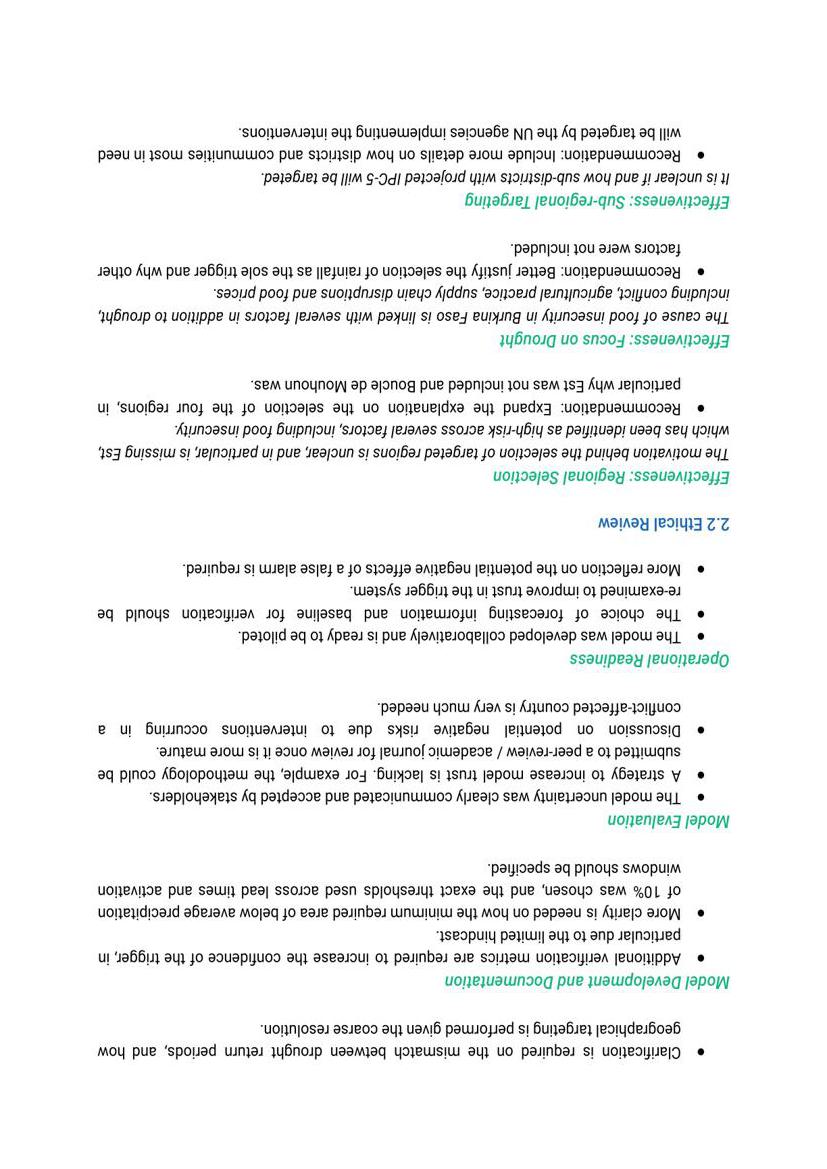 ● Clarification is required on the mismatch between drought return periods, and how
geographical targeting is performed given the coarse resolution.
Model Development and Documentation
● Additional verification metrics are required to increase the confidence of the trigger, in
particular due to the limited hindcast.
● More clarity is needed on how the minimum required area of below average precipitation
of 10% was chosen, and the exact thresholds used across lead times and activation
windows should be specified.
Model Evaluation
● The model uncertainty was clearly communicated and accepted by stakeholders.
● A strategy to increase model trust is lacking. For example, the methodology could be
submitted to a peer-review / academic journal for review once it is more mature.
● Discussion on potential negative risks due to interventions occurring in a
conflict-affected country is very much needed.
Operational Readiness
● The model was developed collaboratively and is ready to be piloted.
● The choice of forecasting information and baseline for verification should be
re-examined to improve trust in the trigger system.
● More reflection on the potential negative effects of a false alarm is required.
2.2 Ethical Review
Effectiveness: Regional Selection
The motivation behind the selection of targeted regions is unclear, and in particular, is missing Est,
which has been identified as high-risk across several factors, including food insecurity.
● Recommendation: Expand the explanation on the selection of the four regions, in
particular why Est was not included and Boucle de Mouhoun was.
Effectiveness: Focus on Drought
The cause of food insecurity in Burkina Faso is linked with several factors in addition to drought,
including conflict, agricultural practice, supply chain disruptions and food prices.
● Recommendation: Better justify the selection of rainfall as the sole trigger and why other
factors were not included.
Effectiveness: Sub-regional Targeting
It is unclear if and how sub-districts with projected IPC-5 will be targeted.
● Recommendation: Include more details on how districts and communities most in need
will be targeted by the UN agencies implementing the interventions.